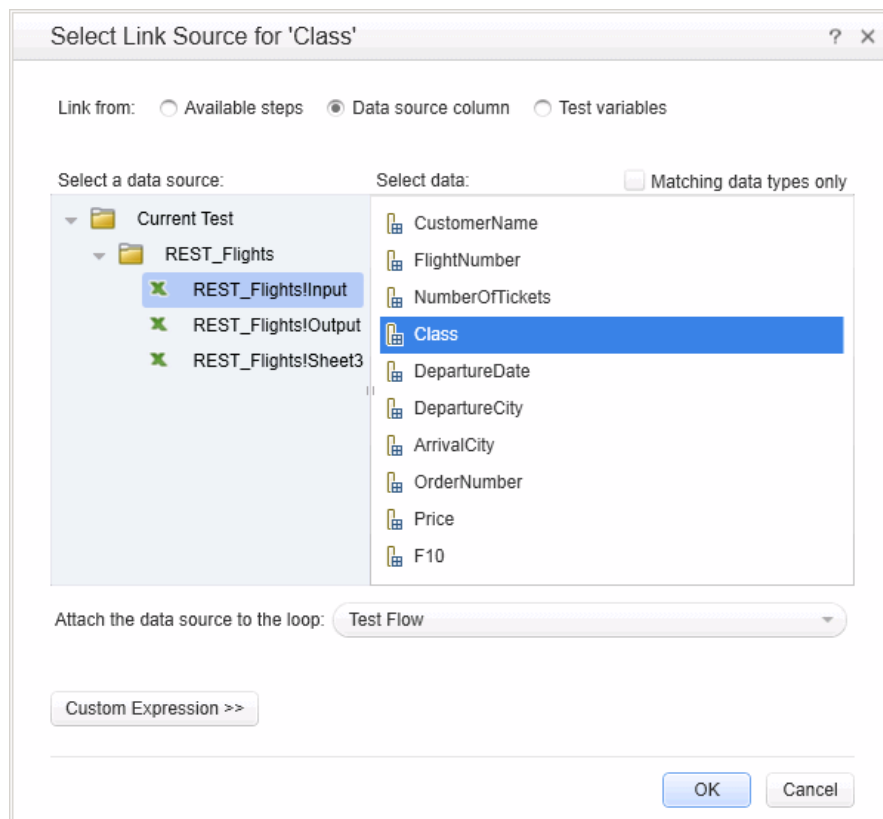 Select Link Source for 'Class'
?
Link from: Available steps Data source column Test variables
Select a data source: Select data: Matching data types only
Current Test
REST_Flights
REST_Flights!Input
REST_Flights!Output
REST_Flights!Sheet3
CustomerName
FlightNumber
NumberOfTickets
Class
DepartureDate
DepartureCity
ArrivalCity
OrderNumber
Price
F10
Attach the data source to the loop: Test Flow
Custom Expression >>
OK Cancel